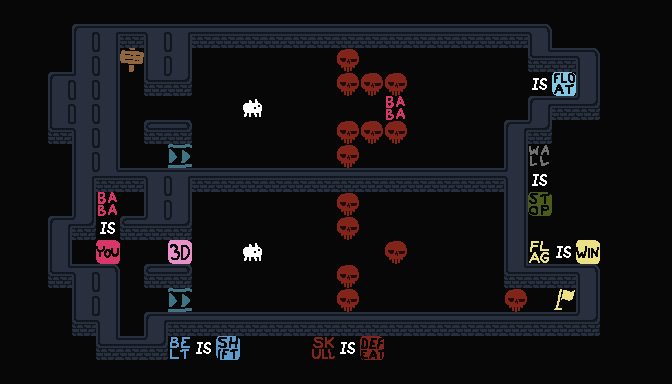 IS FLOAT
BABA
WALL
IS
STOP
BABA
IS
YOU
3D
FLAG IS WIN
BELT IS SHIFT
SKULL IS DEFEAT